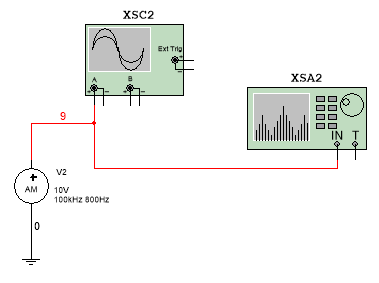 XSC2
Ext Trig
+
-
A
B
+ - + -
XSA2
IN T
9
+
AM
V2
10V
100kHz 800Hz
0